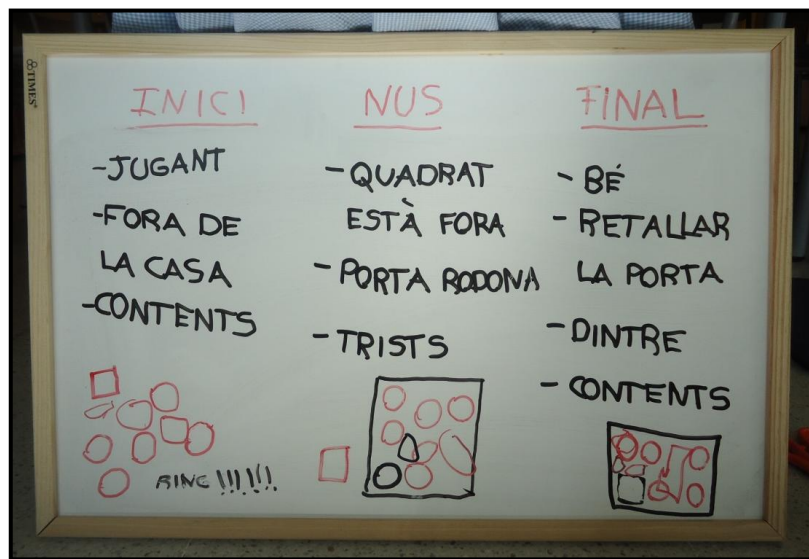 TIMES
INICI
-JUGANT
-FORA DE
LA CASA
-CONTENTS
RING !!!!!!
NUS
-QUADRAT
ESTÀ FORA
-PORTA RODONA
-TRISTS
FINAL
-BÉ
-RETALLAR
LA PORTA
-DINTRE
-CONTENTS